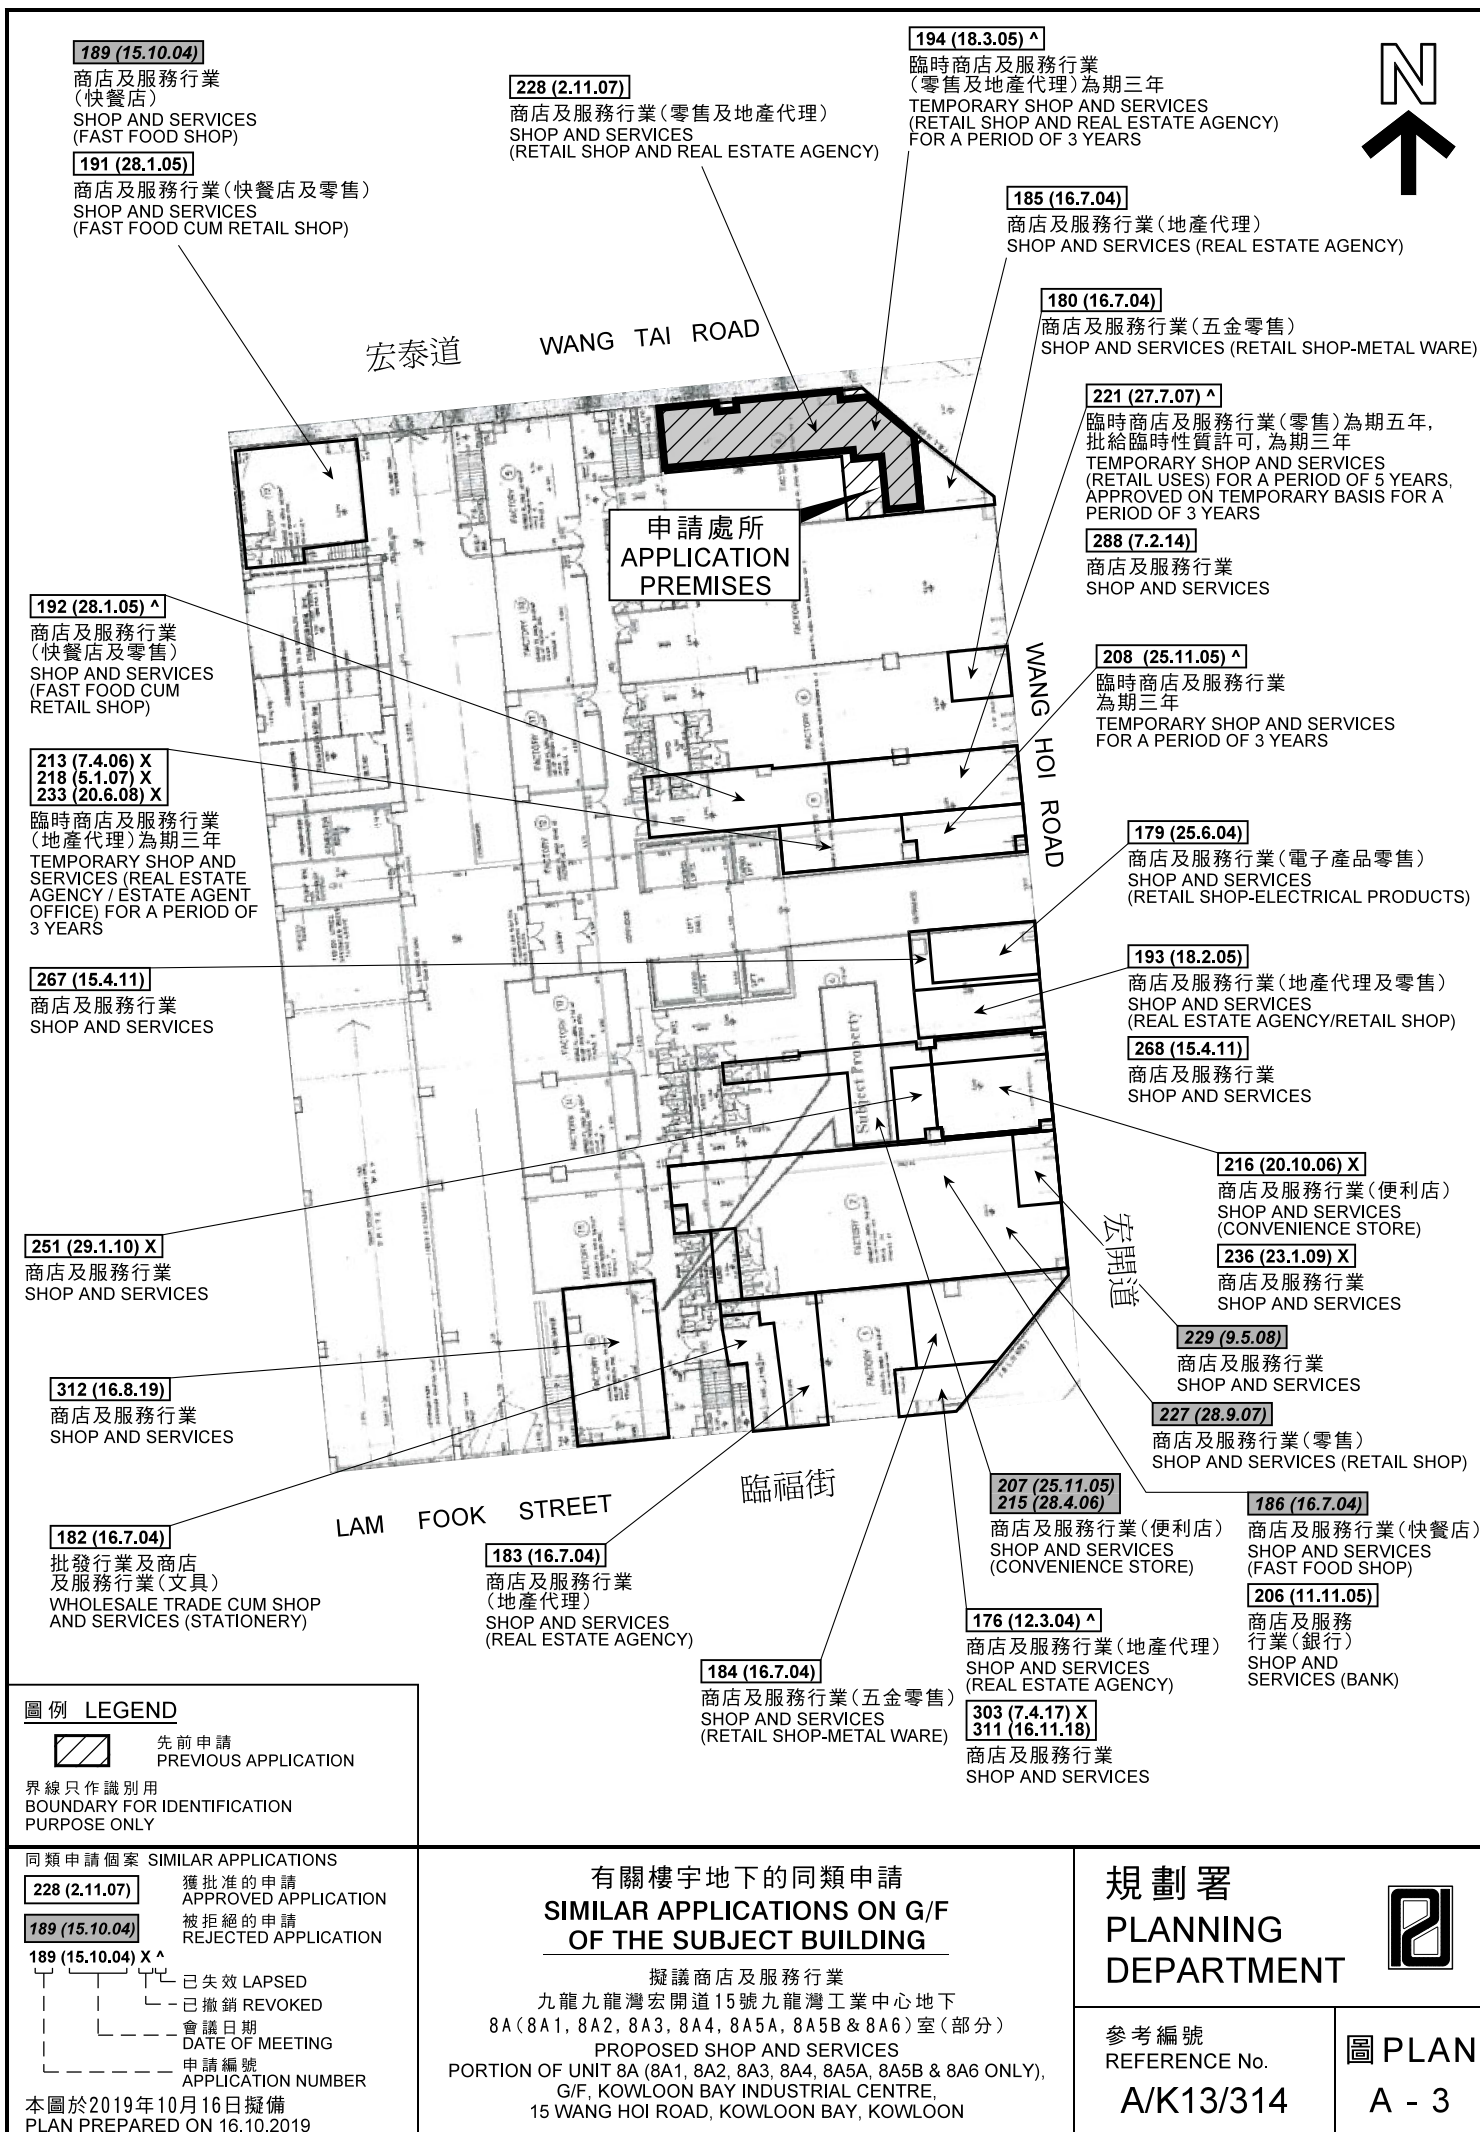 189 (15.10.04)
商店及服務行業
(快餐店)
SHOP AND SERVICES
(FAST FOOD SHOP)
191 (28.1.05)
商店及服務行業(快餐店及零售)
SHOP AND SERVICES
(FAST FOOD CUM RETAIL SHOP)
228 (2.11.07)
商店及服務行業(零售及地產代理)
SHOP AND SERVICES
(RETAIL SHOP AND REAL ESTATE AGENCY)
194 (18.3.05) ^
臨時商店及服務行業
(零售及地產代理)為期三年
TEMPORARY SHOP AND SERVICES
(RETAIL SHOP AND REAL ESTATE AGENCY)
FOR A PERIOD OF 3 YEARS
N
185 (16.7.04)
商店及服務行業(地產代理)
SHOP AND SERVICES (REAL ESTATE AGENCY)
180 (16.7.04)
商店及服務行業(五金零售)
SHOP AND SERVICES (RETAIL SHOP-METAL WARE)
宏泰道 WANG TAI ROAD
221 (27.7.07) ^
臨時商店及服務行業(零售)為期五年,
批給臨時性質許可, 為期三年
TEMPORARY SHOP AND SERVICES
(RETAIL USES) FOR A PERIOD OF 5 YEARS,
APPROVED ON TEMPORARY BASIS FOR A
PERIOD OF 3 YEARS
288 (7.2.14)
商店及服務行業
SHOP AND SERVICES
申請處所
APPLICATION
PREMISES
192 (28.1.05) ^
商店及服務行業
(快餐店及零售)
SHOP AND SERVICES
(FAST FOOD CUM
RETAIL SHOP)
WANG HOI ROAD
208 (25.11.05) ^
臨時商店及服務行業
為期三年
TEMPORARY SHOP AND SERVICES
FOR A PERIOD OF 3 YEARS
213 (7.4.06) X
218 (5.1.07) X
233 (20.6.08) X
臨時商店及服務行業
(地產代理)為期三年
TEMPORARY SHOP AND
SERVICES (REAL ESTATE
AGENCY / ESTATE AGENT
OFFICE) FOR A PERIOD OF
3 YEARS
179 (25.6.04)
商店及服務行業(電子產品零售)
SHOP AND SERVICES
(RETAIL SHOP-ELECTRICAL PRODUCTS)
267 (15.4.11)
商店及服務行業
SHOP AND SERVICES
193 (18.2.05)
商店及服務行業(地產代理及零售)
SHOP AND SERVICES
(REAL ESTATE AGENCY/RETAIL SHOP)
268 (15.4.11)
商店及服務行業
SHOP AND SERVICES
Subject Property
216 (20.10.06) X
商店及服務行業(便利店)
SHOP AND SERVICES
(CONVENIENCE STORE)
236 (23.1.09) X
商店及服務行業
SHOP AND SERVICES
宏開道
251 (29.1.10) X
商店及服務行業
SHOP AND SERVICES
229 (9.5.08)
商店及服務行業
SHOP AND SERVICES
312 (16.8.19)
商店及服務行業
SHOP AND SERVICES
227 (28.9.07)
商店及服務行業(零售)
SHOP AND SERVICES (RETAIL SHOP)
LAM FOOK STREET 臨福街
207 (25.11.05)
215 (28.4.06)
商店及服務行業(便利店)
SHOP AND SERVICES
(CONVENIENCE STORE)
186 (16.7.04)
商店及服務行業(快餐店)
SHOP AND SERVICES
(FAST FOOD SHOP)
206 (11.11.05)
商店及服務
行業(銀行)
SHOP AND
SERVICES (BANK)
182 (16.7.04)
批發行業及商店
及服務行業(文具)
WHOLESALE TRADE CUM SHOP
AND SERVICES (STATIONERY)
183 (16.7.04)
商店及服務行業
(地產代理)
SHOP AND SERVICES
(REAL ESTATE AGENCY)
184 (16.7.04)
商店及服務行業(五金零售)
SHOP AND SERVICES
(RETAIL SHOP-METAL WARE)
176 (12.3.04) ^
商店及服務行業(地產代理)
SHOP AND SERVICES
(REAL ESTATE AGENCY)
303 (7.4.17) X
311 (16.11.18)
商店及服務行業
SHOP AND SERVICES
圖例 LEGEND
先前申請
PREVIOUS APPLICATION
界線只作識別用
BOUNDARY FOR IDENTIFICATION
PURPOSE ONLY
同類申請個案 SIMILAR APPLICATIONS
228 (2.11.07)
獲批准的申請
APPROVED APPLICATION
189 (15.10.04)
被拒絕的申請
REJECTED APPLICATION
189 (15.10.04) X ^
已失效 LAPSED
已撤銷 REVOKED
會議日期
DATE OF MEETING
申請編號
APPLICATION NUMBER
本圖於2019年10月16日擬備
PLAN PREPARED ON 16.10.2019
有關樓宇地下的同類申請
SIMILAR APPLICATIONS ON G/F
OF THE SUBJECT BUILDING
擬議商店及服務行業
九龍九龍灣宏開道15號九龍灣工業中心地下
8A(8A1, 8A2, 8A3, 8A4, 8A5A, 8A5B & 8A6)室(部分)
PROPOSED SHOP AND SERVICES
PORTION OF UNIT 8A (8A1, 8A2, 8A3, 8A4, 8A5A, 8A5B & 8A6 ONLY),
G/F, KOWLOON BAY INDUSTRIAL CENTRE,
15 WANG HOI ROAD, KOWLOON BAY, KOWLOON
規劃署
PLANNING
DEPARTMENT
參考編號
REFERENCE No.
A/K13/314
圖 PLAN
A - 3